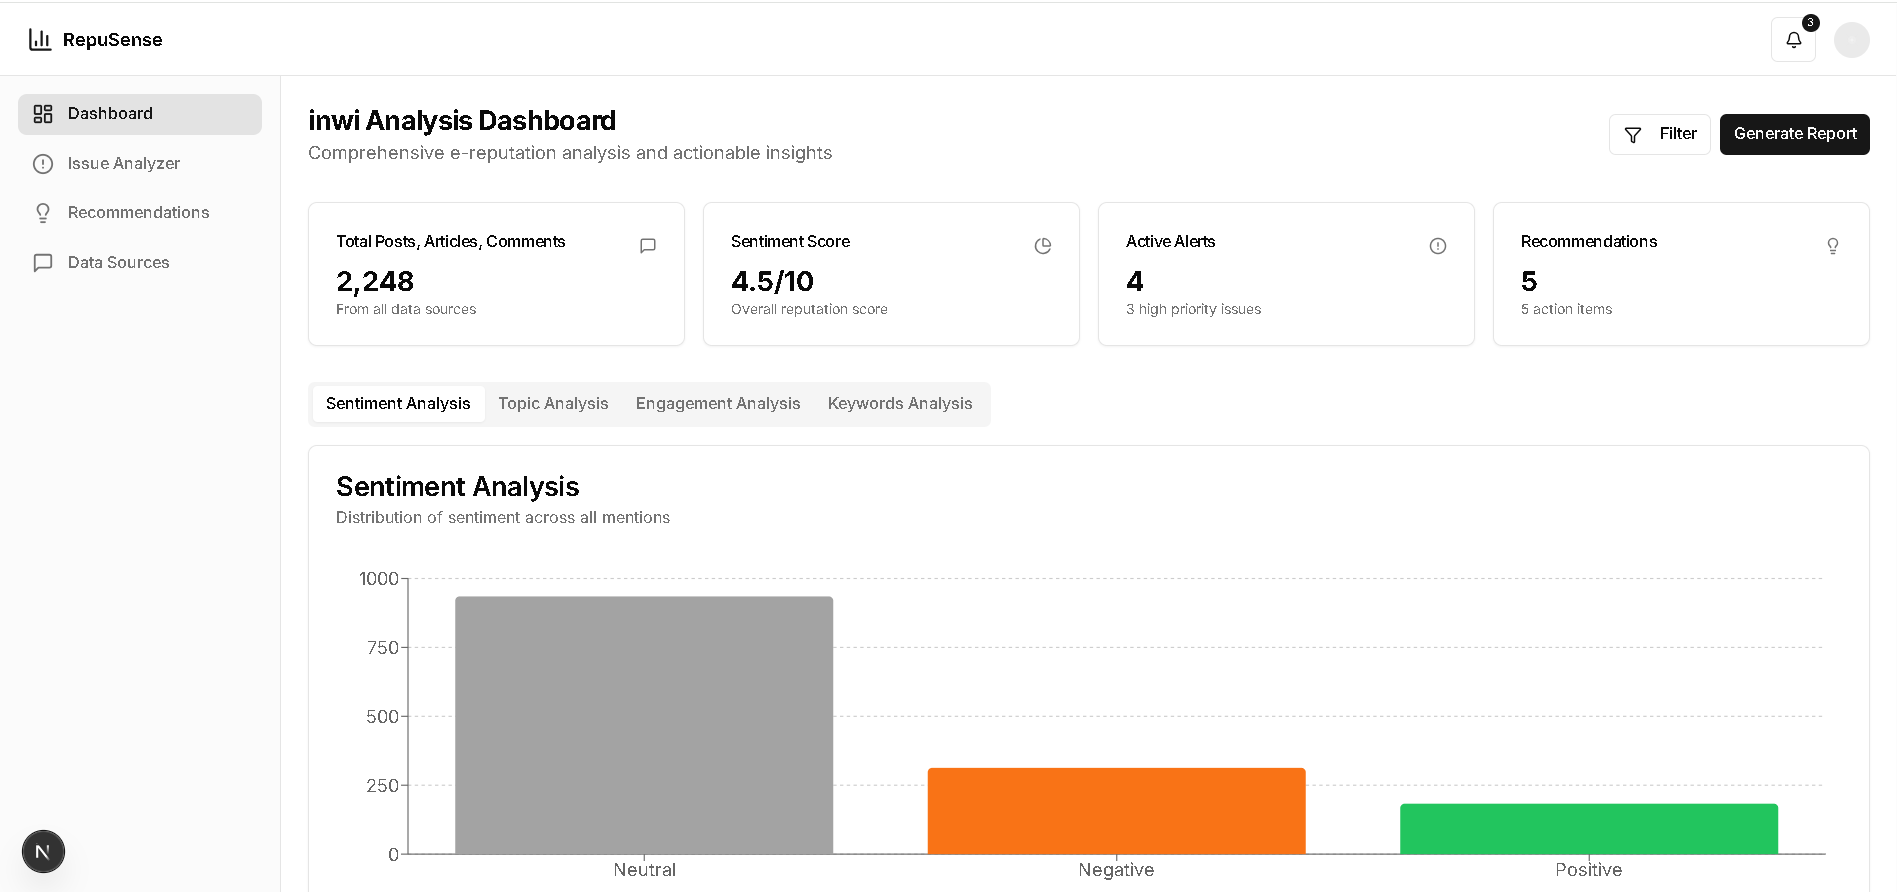 RepuSense
3
Dashboard
Issue Analyzer
Recommendations
Data Sources
inwi Analysis Dashboard
Comprehensive e-reputation analysis and actionable insights
Filter
Generate Report
Total Posts, Articles, Comments
2,248
From all data sources
Sentiment Score
4.5/10
Overall reputation score
Active Alerts
4
3 high priority issues
Recommendations
5
5 action items
Sentiment Analysis
Topic Analysis
Engagement Analysis
Keywords Analysis
Sentiment Analysis
Distribution of sentiment across all mentions
1000
750
500
250
0
Neutral
Negative
Positive
N